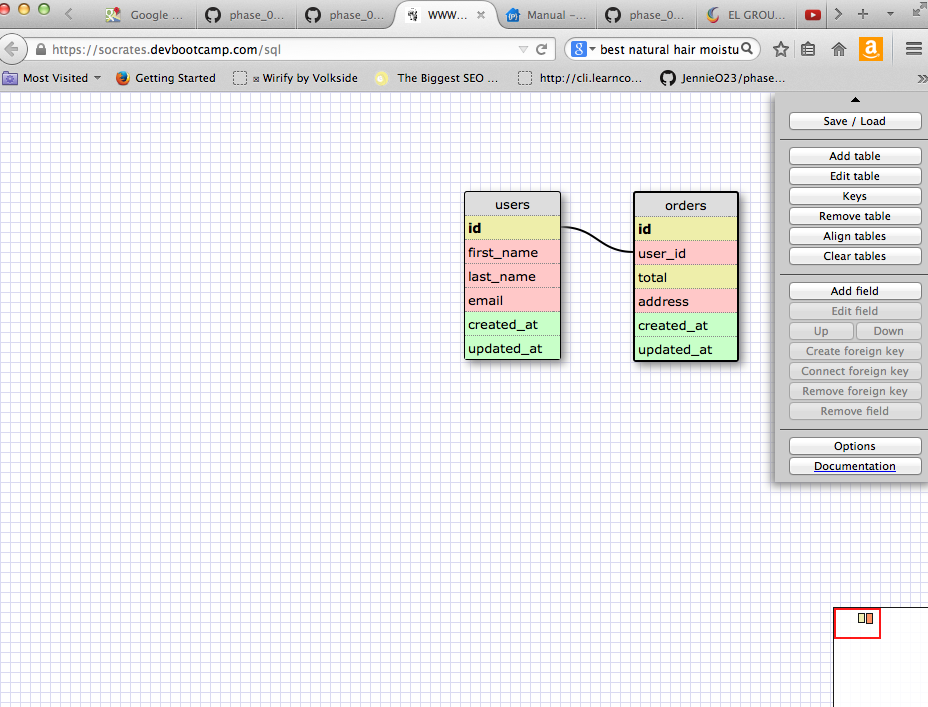 Google ...
phase_0...
phase_0...
WWW...
Manual -...
phase_0...
EL GROU...
https://socrates.devbootcamp.com/sql
best natural hair moistu
Most Visited
Getting Started
Wirify by Volkside
The Biggest SEO ...
http://cli.learnco...
JennieO23/phase...
Save / Load
Add table
Edit table
Keys
Remove table
Align tables
Clear tables
Add field
Edit field
Up
Down
Create foreign key
Connect foreign key
Remove foreign key
Remove field
Options
Documentation
users
id
first_name
last_name
email
created_at
updated_at
orders
id
user_id
total
address
created_at
updated_at